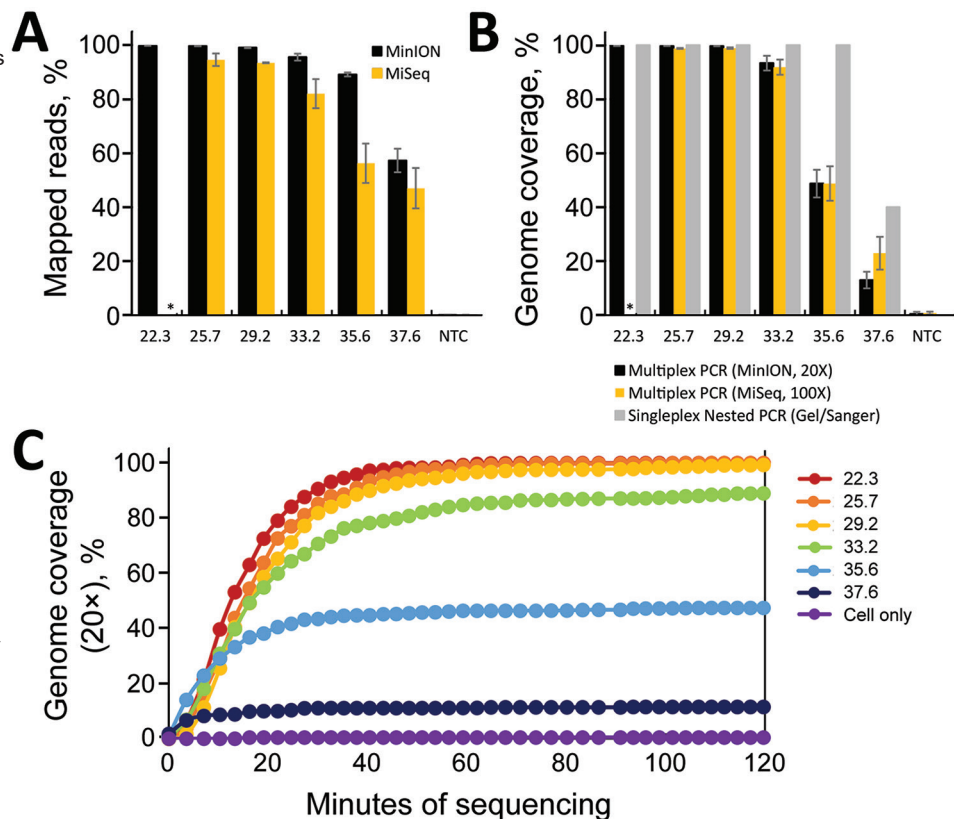 A
Mapped reads, %
100
80
60
40
20
0
MinION
MiSeq
*
22.3 25.7 29.2 33.2 35.6 37.6 NTC
B
Genome coverage, %
100
80
60
40
20
0
*
22.3 25.7 29.2 33.2 35.6 37.6 NTC
Multiplex PCR (MinION, 20X)
Multiplex PCR (MiSeq, 100X)
Singleplex Nested PCR (Gel/Sanger)
C
Genome coverage
(20×), %
100
80
60
40
20
0
0 20 40 60 80 100 120
Minutes of sequencing
22.3
25.7
29.2
33.2
35.6
37.6
Cell only